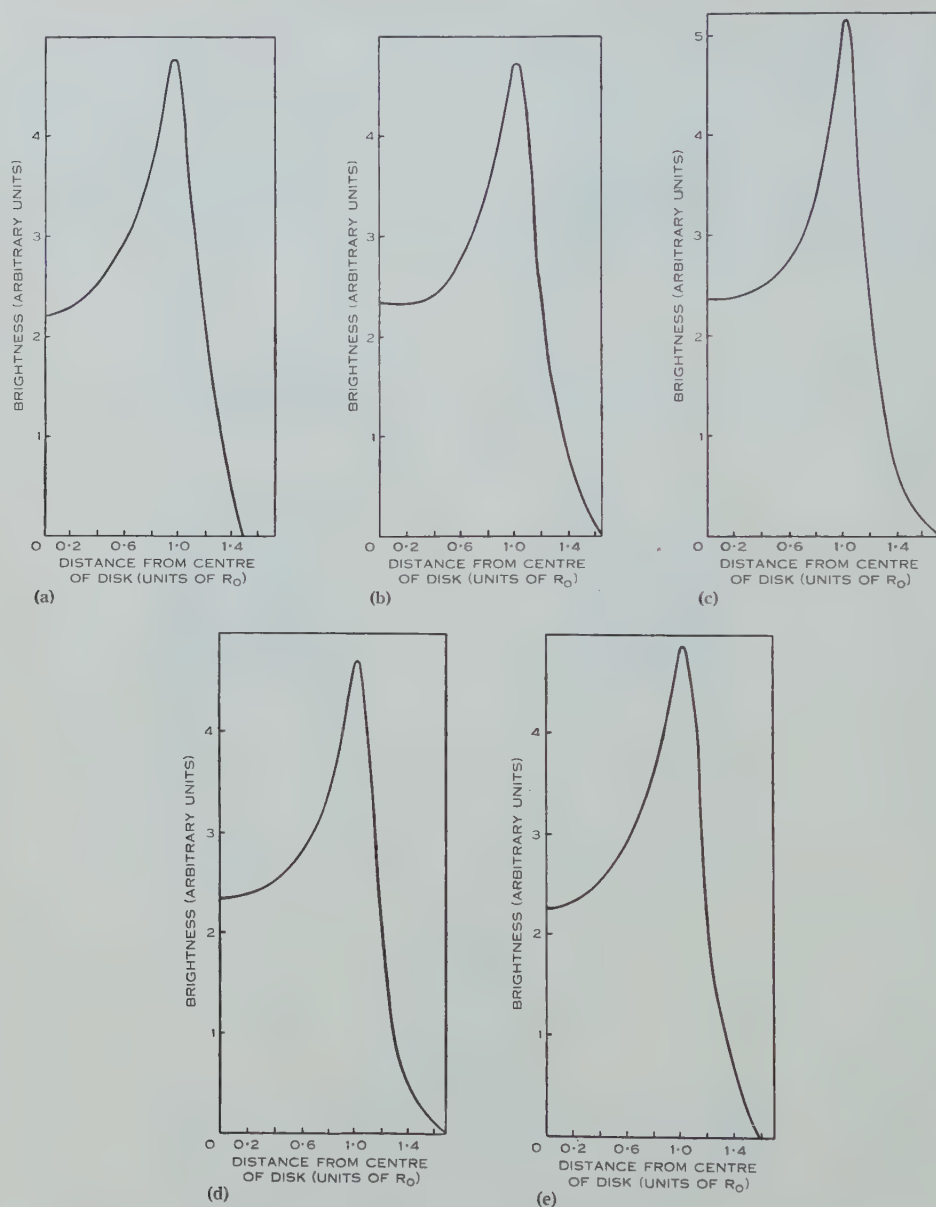 BRIGHTNESS (ARBITRARY UNITS)
4
3
2
1
0 0·2 0·6 1·0 1·4
DISTANCE FROM CENTRE
OF DISK (UNITS OF R₀)
(a)
BRIGHTNESS (ARBITRARY UNITS)
4
3
2
1
0 0·2 0·6 1·0 1·4
DISTANCE FROM CENTRE
OF DISK (UNITS OF R₀)
(b)
BRIGHTNESS (ARBITRARY UNITS)
5
4
3
2
1
0 0·2 0·6 1·0 1·4
DISTANCE FROM CENTRE
OF DISK (UNITS OF R₀)
(c)
BRIGHTNESS (ARBITRARY UNITS)
4
3
2
1
0 0·2 0·6 1·0 1·4
DISTANCE FROM CENTRE
OF DISK (UNITS OF R₀)
(d)
BRIGHTNESS (ARBITRARY UNITS)
4
3
2
1
0 0·2 0·6 1·0 1·4
DISTANCE FROM CENTRE
OF DISK (UNITS OF R₀)
(e)